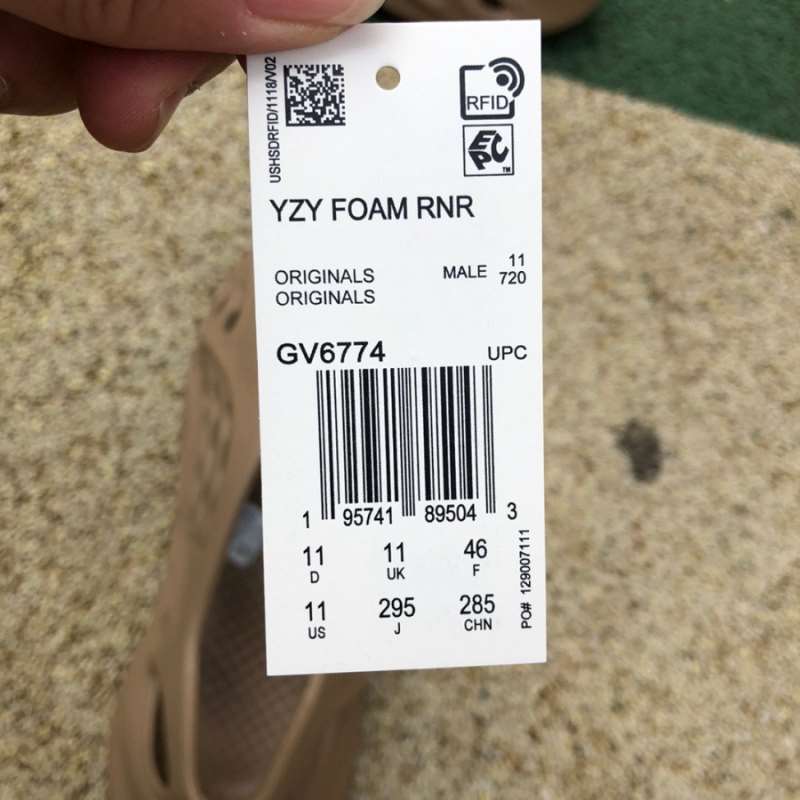 USHSDRFID/1118/V02
RFID
EPC TM
YZY FOAM RNR
ORIGINALS
ORIGINALS
MALE 11
720
GV6774 UPC
1 95741 89504 3
11 11 46
D UK F
11 295 285
US J CHN
PO# 129007111